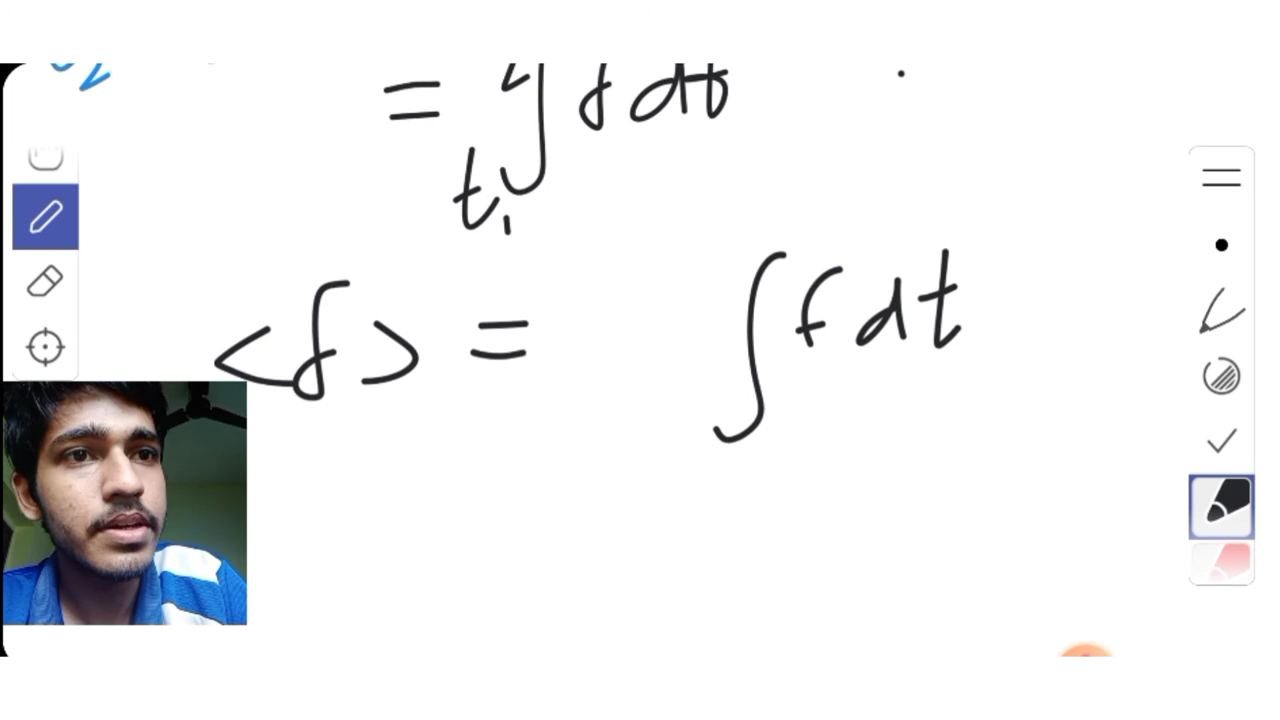 = ∫ f dt
t₁
<f> = ∫ f dt